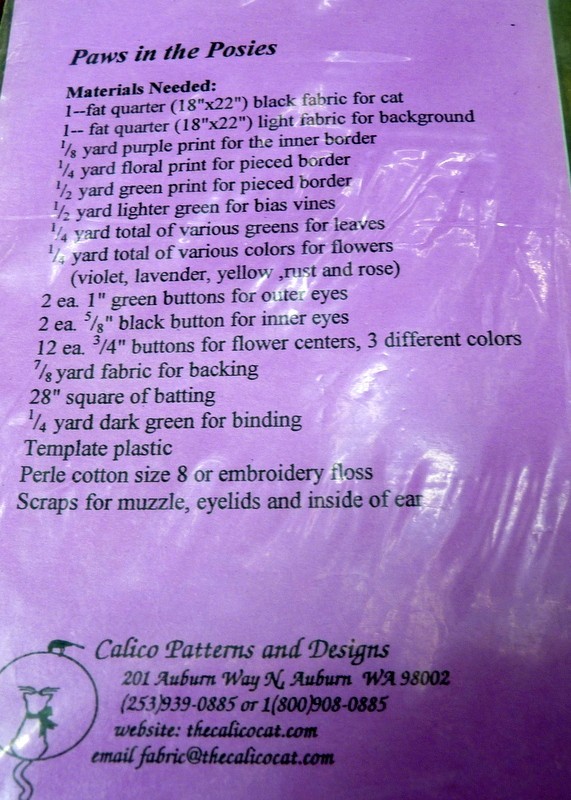 Paws in the Posies
Materials Needed:
1--fat quarter (18"x22") black fabric for cat
1-- fat quarter (18"x22") light fabric for background
1/8 yard purple print for the inner border
1/4 yard floral print for pieced border
1/2 yard green print for pieced border
1/2 yard lighter green for bias vines
1/4 yard total of various greens for leaves
1/4 yard total of various colors for flowers
(violet, lavender, yellow ,rust and rose)
2 ea. 1" green buttons for outer eyes
2 ea. 5/8" black button for inner eyes
12 ea. 3/4" buttons for flower centers, 3 different colors
7/8 yard fabric for backing
28" square of batting
1/4 yard dark green for binding
Template plastic
Perle cotton size 8 or embroidery floss
Scraps for muzzle, eyelids and inside of ear
Calico Patterns and Designs
201 Auburn Way N, Auburn WA 98002
(253)939-0885 or 1(800)908-0885
website: thecalicocat.com
email fabric@thecalicocat.com